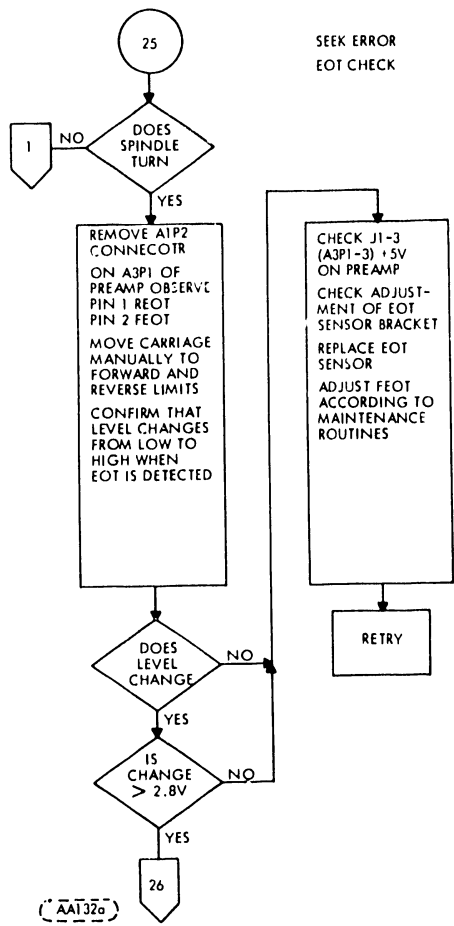 25
SEEK ERROR
EOT CHECK
DOES
SPINDLE
TURN
NO
1
YES
REMOVE A1P2
CONNECOTR
ON A3P1 OF
PREAMP OBSERVE
PIN 1 REOT
PIN 2 FEOT
MOVE CARRIAGE
MANUALLY TO
FORWARD AND
REVERSE LIMITS
CONFIRM THAT
LEVEL CHANGES
FROM LOW TO
HIGH WHEN
EOT IS DETECTED
CHECK J1-3
(A3P1-3) +5V
ON PREAMP
CHECK ADJUST-
MENT OF EOT
SENSOR BRACKET
REPLACE EOT
SENSOR
ADJUST FEOT
ACCORDING TO
MAINTENANCE
ROUTINES
RETRY
DOES
LEVEL
CHANGE
NO
YES
IS
CHANGE
> 2.8V
NO
YES
26
AA132a